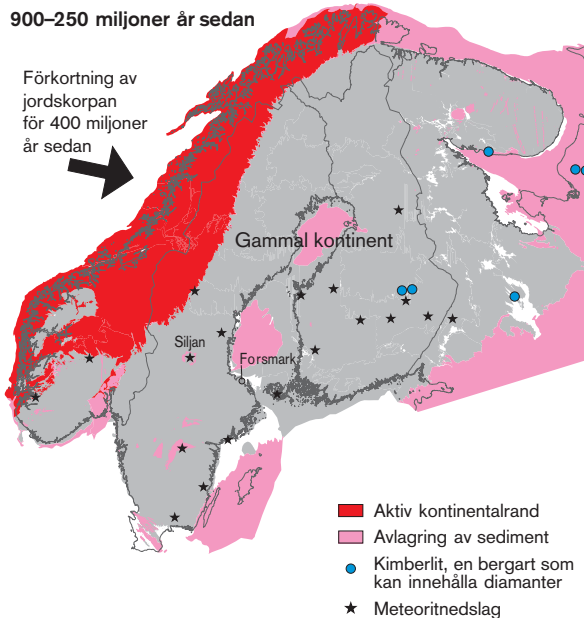 900–250 miljoner år sedan
Förkortning av
jordskorpan
för 400 miljoner
år sedan
Gammal kontinent
Siljan
Forsmark
Aktiv kontinentalrand
Avlagring av sediment
Kimberlit, en bergart som
kan innehålla diamanter
Meteoritnedslag